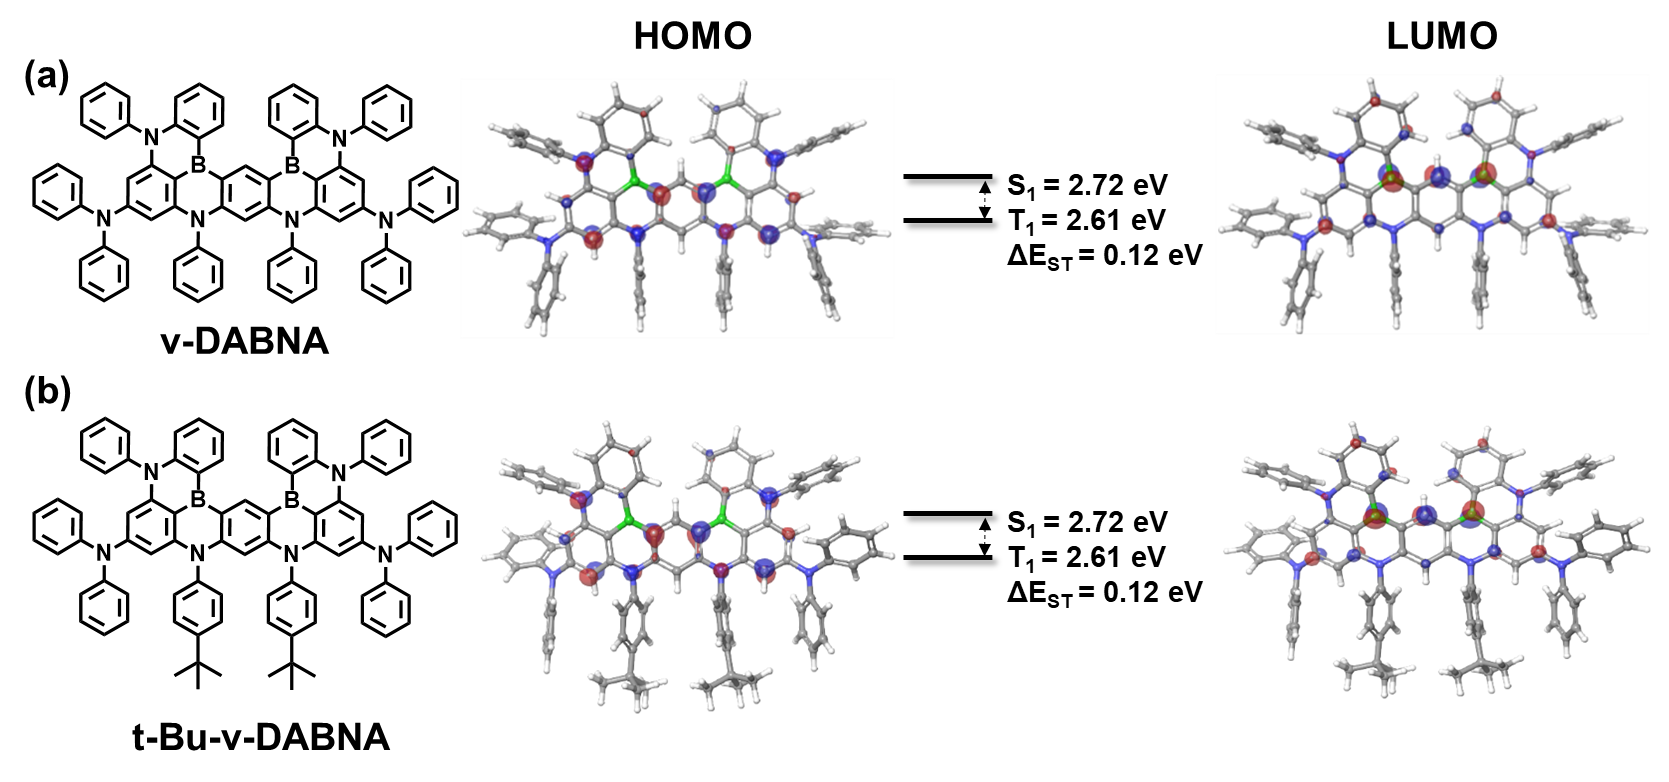 HOMO
LUMO
(a)
N
N
B
B
N
N
N
N
S1 = 2.72 eV
T1 = 2.61 eV
ΔEST = 0.12 eV
v-DABNA
(b)
N
N
B
B
N
N
N
N
S1 = 2.72 eV
T1 = 2.61 eV
ΔEST = 0.12 eV
t-Bu-v-DABNA